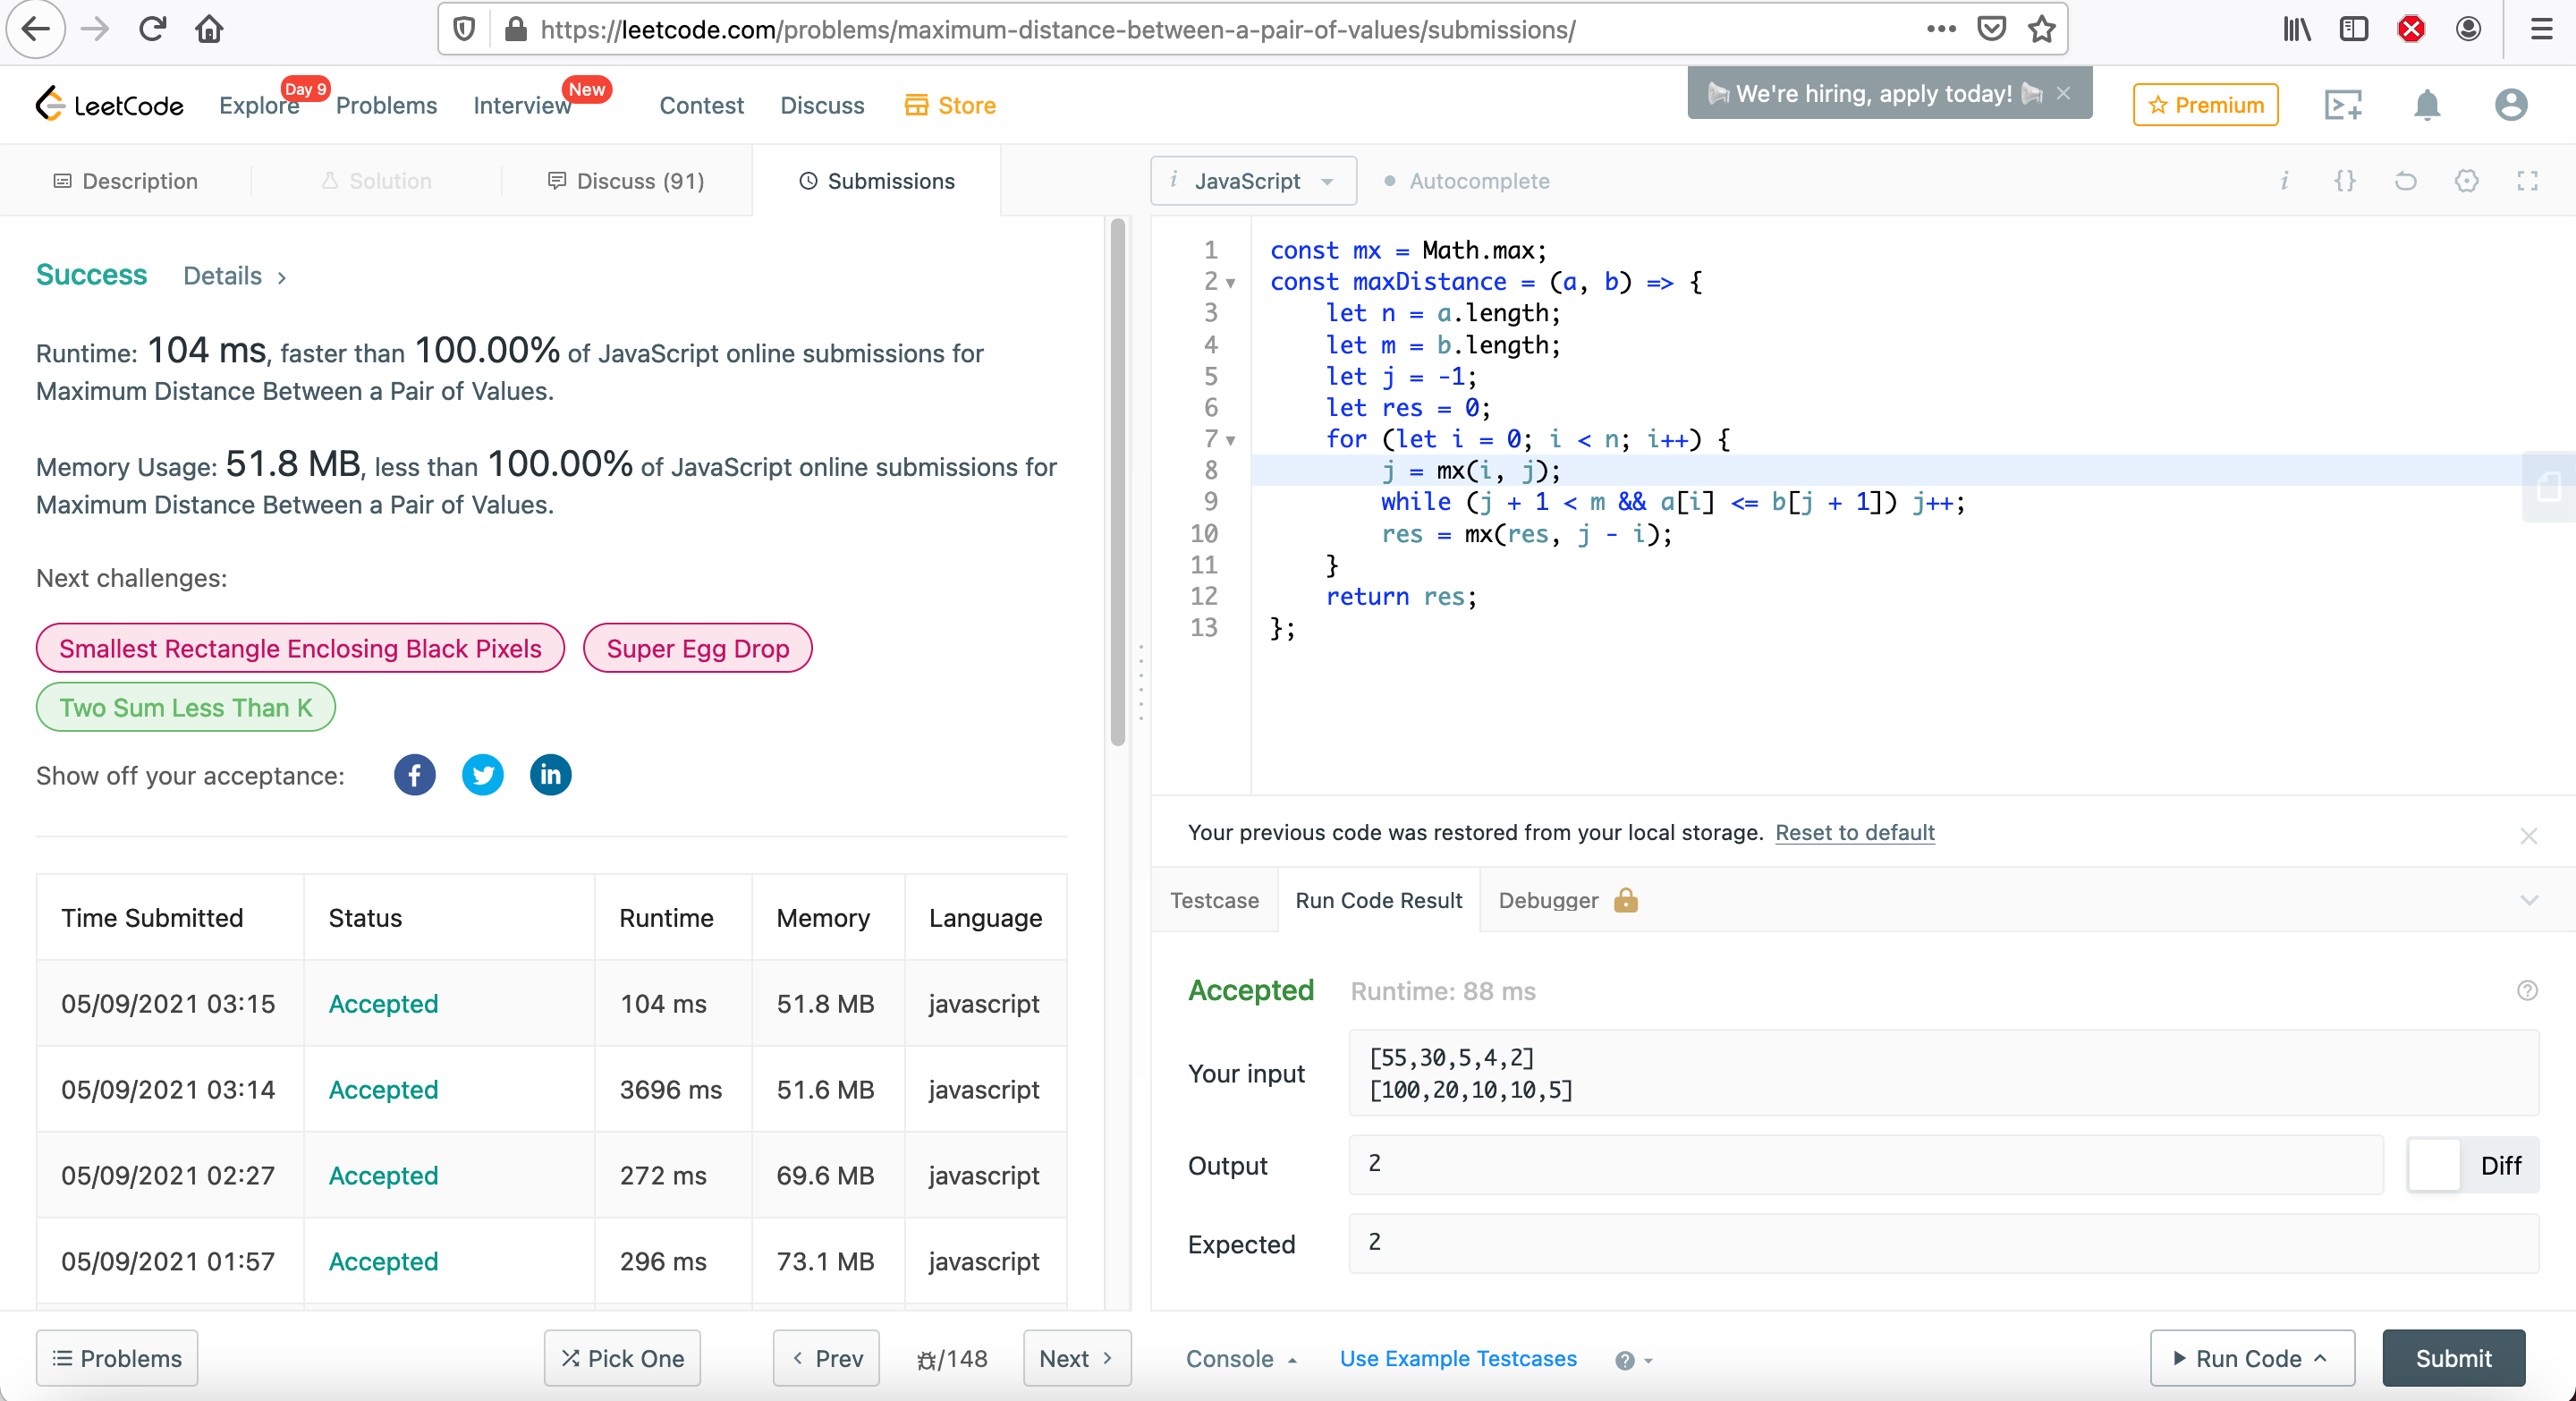 https://leetcode.com/problems/maximum-distance-between-a-pair-of-values/submissions/
LeetCode
Explore
Day 9
Problems
Interview
New
Contest
Discuss
Store
We're hiring, apply today!
Premium
Description
Solution
Discuss (91)
Submissions
i JavaScript
Autocomplete
Success Details >
Runtime: 104 ms, faster than 100.00% of JavaScript online submissions for
Maximum Distance Between a Pair of Values.
Memory Usage: 51.8 MB, less than 100.00% of JavaScript online submissions for
Maximum Distance Between a Pair of Values.
Next challenges:
Smallest Rectangle Enclosing Black Pixels
Super Egg Drop
Two Sum Less Than K
Show off your acceptance:
Time Submitted Status Runtime Memory Language
05/09/2021 03:15 Accepted 104 ms 51.8 MB javascript
05/09/2021 03:14 Accepted 3696 ms 51.6 MB javascript
05/09/2021 02:27 Accepted 272 ms 69.6 MB javascript
05/09/2021 01:57 Accepted 296 ms 73.1 MB javascript
Problems
Pick One
< Prev
/148
Next >
1 const mx = Math.max;
2 const maxDistance = (a, b) => {
3 let n = a.length;
4 let m = b.length;
5 let j = -1;
6 let res = 0;
7 for (let i = 0; i < n; i++) {
8 j = mx(i, j);
9 while (j + 1 < m && a[i] <= b[j + 1]) j++;
10 res = mx(res, j - i);
11 }
12 return res;
13 };
Your previous code was restored from your local storage. Reset to default
Testcase
Run Code Result
Debugger
Accepted Runtime: 88 ms
Your input
[55,30,5,4,2]
[100,20,10,10,5]
Output
2
Diff
Expected
2
Console
Use Example Testcases
Run Code
Submit